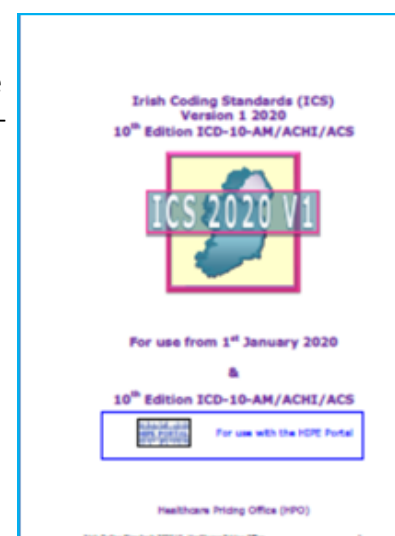 Irish Coding Standards (ICS)
Version 1 2020
10th Edition ICD-10-AM/ACHI/ACS
ICS 2020 V1
For use from 1st January 2020
&
10th Edition ICD-10-AM/ACHI/ACS
HIPE PORTAL
For use with the HIPE Portal
Healthcare Pricing Office (HPO)